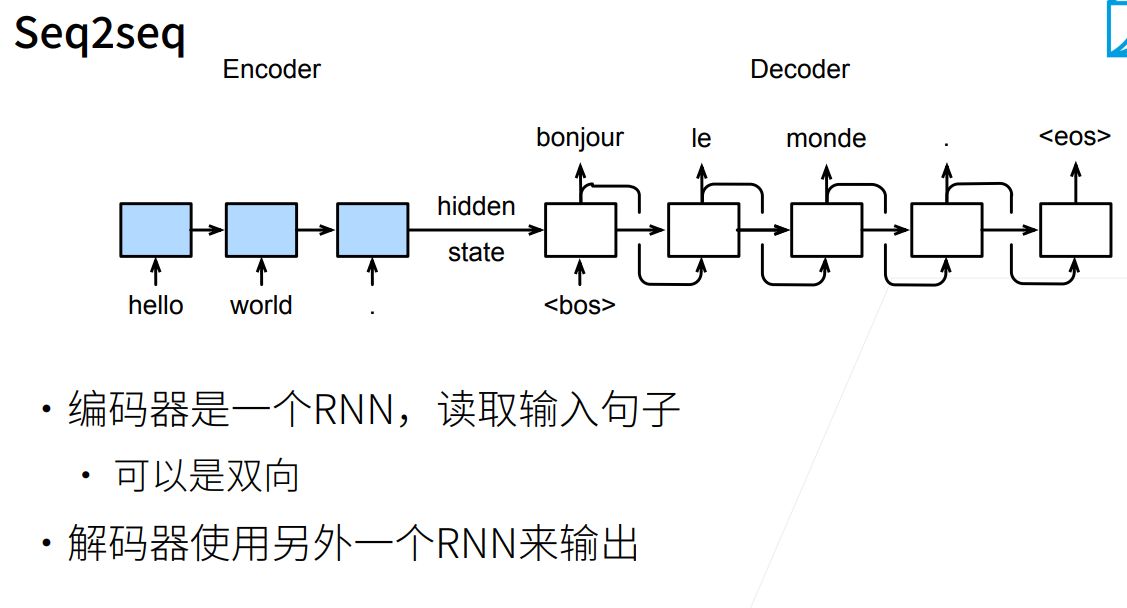 Seq2seq
Encoder
Decoder
bonjour
le
monde
.
<eos>
hidden
state
hello
world
.
<bos>
• 编码器是一个RNN，读取输入句子
• 可以是双向
• 解码器使用另外一个RNN来输出